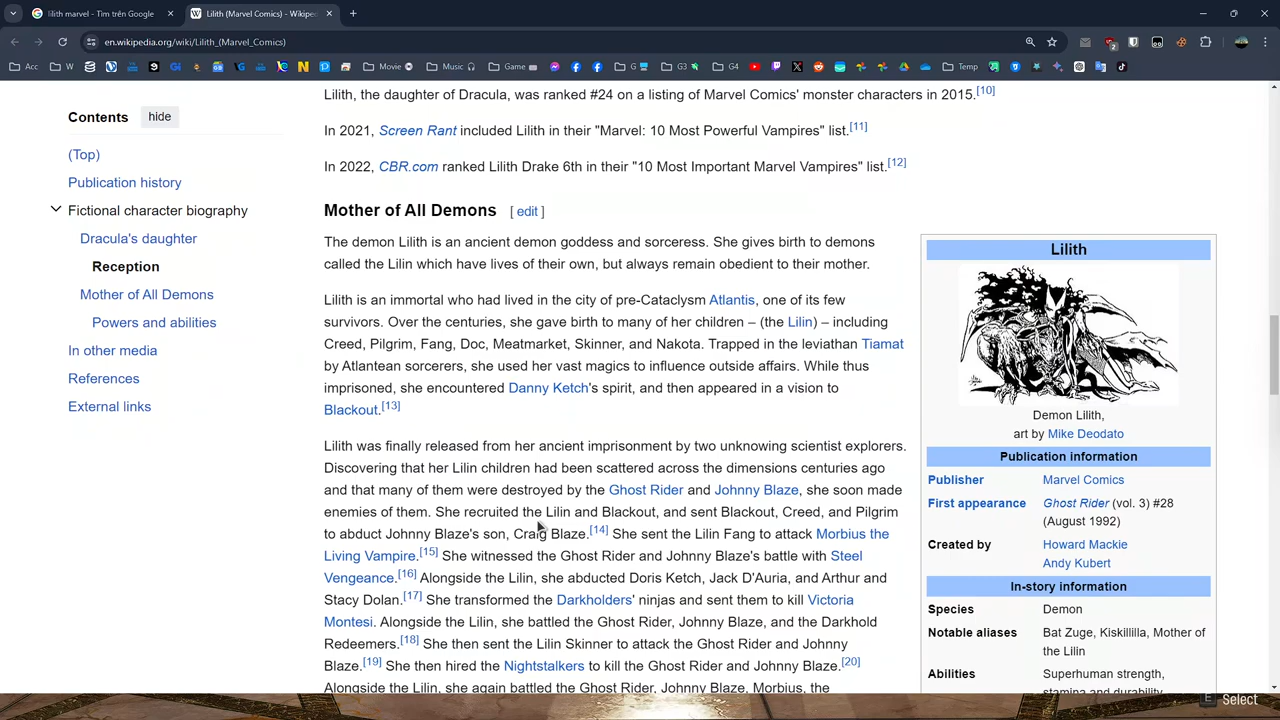 lilith marvel - Tìm trên Google
Lilith (Marvel Comics) - Wikiped
en.wikipedia.org/wiki/Lilith_(Marvel_Comics)
Acc
W
Movie
Music
Game
G
G3
G4
Temp
Contents
hide
(Top)
Publication history
Fictional character biography
Dracula's daughter
Reception
Mother of All Demons
Powers and abilities
In other media
References
External links
Lilith, the daughter of Dracula, was ranked #24 on a listing of Marvel Comics' monster characters in 2015.[10]
In 2021, Screen Rant included Lilith in their "Marvel: 10 Most Powerful Vampires" list.[11]
In 2022, CBR.com ranked Lilith Drake 6th in their "10 Most Important Marvel Vampires" list.[12]
Mother of All Demons [ edit ]
The demon Lilith is an ancient demon goddess and sorceress. She gives birth to demons
called the Lilin which have lives of their own, but always remain obedient to their mother.
Lilith is an immortal who had lived in the city of pre-Cataclysm Atlantis, one of its few
survivors. Over the centuries, she gave birth to many of her children – (the Lilin) – including
Creed, Pilgrim, Fang, Doc, Meatmarket, Skinner, and Nakota. Trapped in the leviathan Tiamat
by Atlantean sorcerers, she used her vast magics to influence outside affairs. While thus
imprisoned, she encountered Danny Ketch's spirit, and then appeared in a vision to
Blackout.[13]
Lilith was finally released from her ancient imprisonment by two unknowing scientist explorers.
Discovering that her Lilin children had been scattered across the dimensions centuries ago
and that many of them were destroyed by the Ghost Rider and Johnny Blaze, she soon made
enemies of them. She recruited the Lilin and Blackout, and sent Blackout, Creed, and Pilgrim
to abduct Johnny Blaze's son, Craig Blaze.[14] She sent the Lilin Fang to attack Morbius the
Living Vampire.[15] She witnessed the Ghost Rider and Johnny Blaze's battle with Steel
Vengeance.[16] Alongside the Lilin, she abducted Doris Ketch, Jack D'Auria, and Arthur and
Stacy Dolan.[17] She transformed the Darkholders' ninjas and sent them to kill Victoria
Montesi. Alongside the Lilin, she battled the Ghost Rider, Johnny Blaze, and the Darkhold
Redeemers.[18] She then sent the Lilin Skinner to attack the Ghost Rider and Johnny
Blaze.[19] She then hired the Nightstalkers to kill the Ghost Rider and Johnny Blaze.[20]
Alongside the Lilin, she again battled the Ghost Rider, Johnny Blaze, Morbius, the
Lilith
Demon Lilith,
art by Mike Deodato
Publication information
Publisher Marvel Comics
First appearance Ghost Rider (vol. 3) #28
(August 1992)
Created by Howard Mackie
Andy Kubert
In-story information
Species Demon
Notable aliases Bat Zuge, Kiskillilla, Mother of
the Lilin
Abilities Superhuman strength,
stamina and durability
E Select